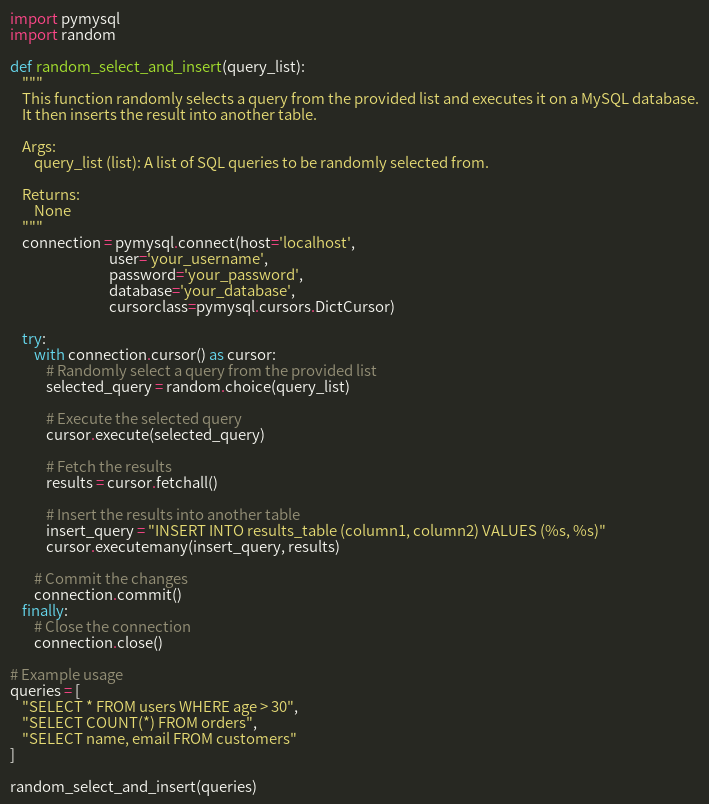 import pymysql
import random

def random_select_and_insert(query_list):
    """
    This function randomly selects a query from the provided list and executes it on a MySQL database.
    It then inserts the result into another table.

    Args:
        query_list (list): A list of SQL queries to be randomly selected from.

    Returns:
        None
    """
    connection = pymysql.connect(host='localhost',
                                 user='your_username',
                                 password='your_password',
                                 database='your_database',
                                 cursorclass=pymysql.cursors.DictCursor)

    try:
        with connection.cursor() as cursor:
            # Randomly select a query from the provided list
            selected_query = random.choice(query_list)

            # Execute the selected query
            cursor.execute(selected_query)

            # Fetch the results
            results = cursor.fetchall()

            # Insert the results into another table
            insert_query = "INSERT INTO results_table (column1, column2) VALUES (%s, %s)"
            cursor.executemany(insert_query, results)

        # Commit the changes
        connection.commit()
    finally:
        # Close the connection
        connection.close()

# Example usage
queries = [
    "SELECT * FROM users WHERE age > 30",
    "SELECT COUNT(*) FROM orders",
    "SELECT name, email FROM customers"
]

random_select_and_insert(queries)